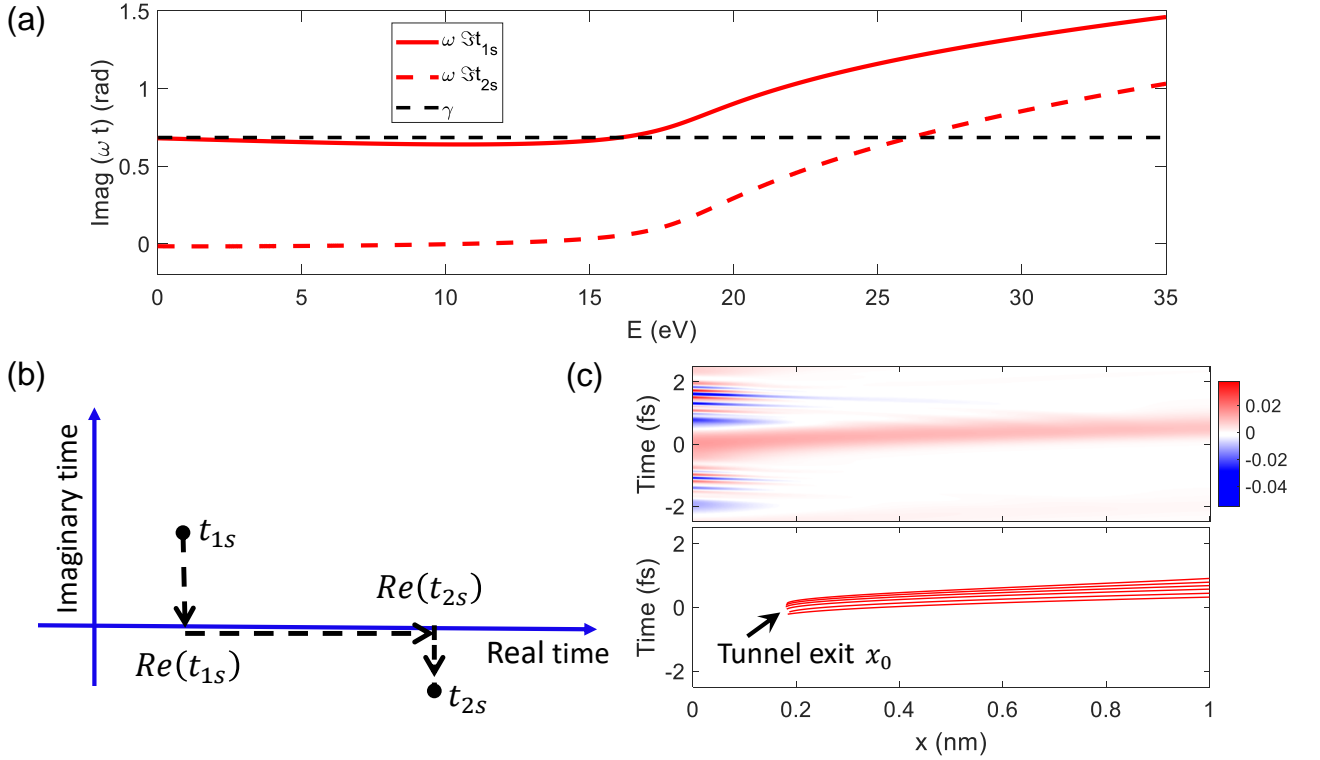 (a)
Imag (ω t) (rad)
1.5
1
0.5
0
ω ℑt1s
ω ℑt2s
γ
0 5 10 15 20 25 30 35
E (eV)
(b)
Imaginary time
t1s
Re(t2s)
Re(t1s)
Real time
t2s
(c)
Time (fs)
2
0
-2
0.02
0
-0.02
-0.04
Time (fs)
2
0
-2
Tunnel exit x0
0 0.2 0.4 0.6 0.8 1
x (nm)